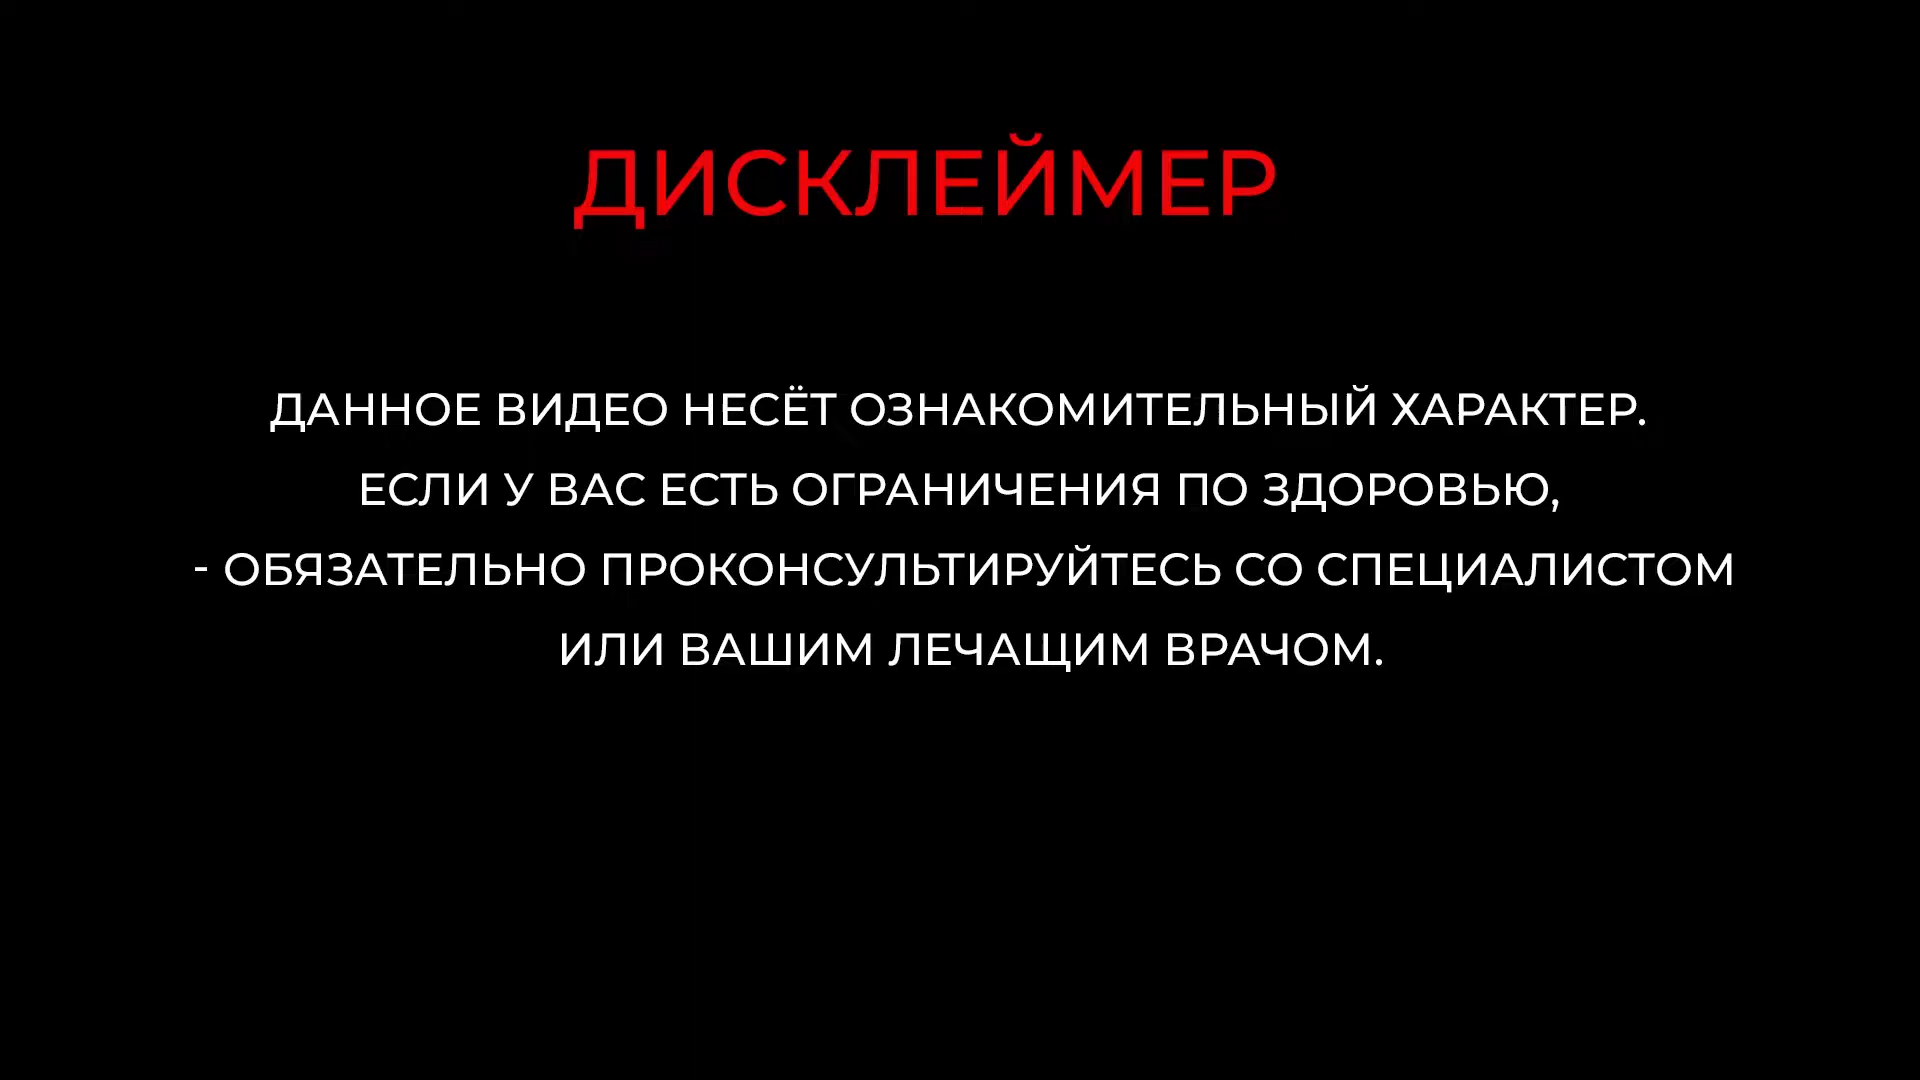 ДИСКЛЕЙМЕР
ДАННОЕ ВИДЕО НЕСЁТ ОЗНАКОМИТЕЛЬНЫЙ ХАРАКТЕР.
ЕСЛИ У ВАС ЕСТЬ ОГРАНИЧЕНИЯ ПО ЗДОРОВЬЮ,
- ОБЯЗАТЕЛЬНО ПРОКОНСУЛЬТИРУЙТЕСЬ СО СПЕЦИАЛИСТОМ
ИЛИ ВАШИМ ЛЕЧАЩИМ ВРАЧОМ.